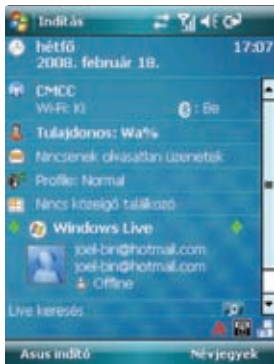 Indítás
hétfő 17:07
2008. február 18.
CMCC
Wi-Fi: Ki : Be
Tulajdonos: Wa%
Nincsenek olvasatlan üzenetek
Profile: Normal
Nincs közelgő találkozó
Windows Live
joel-bin@hotmail.com
joel-bin@hotmail.com
Offline
Live keresés
Asus indító Névjegyek